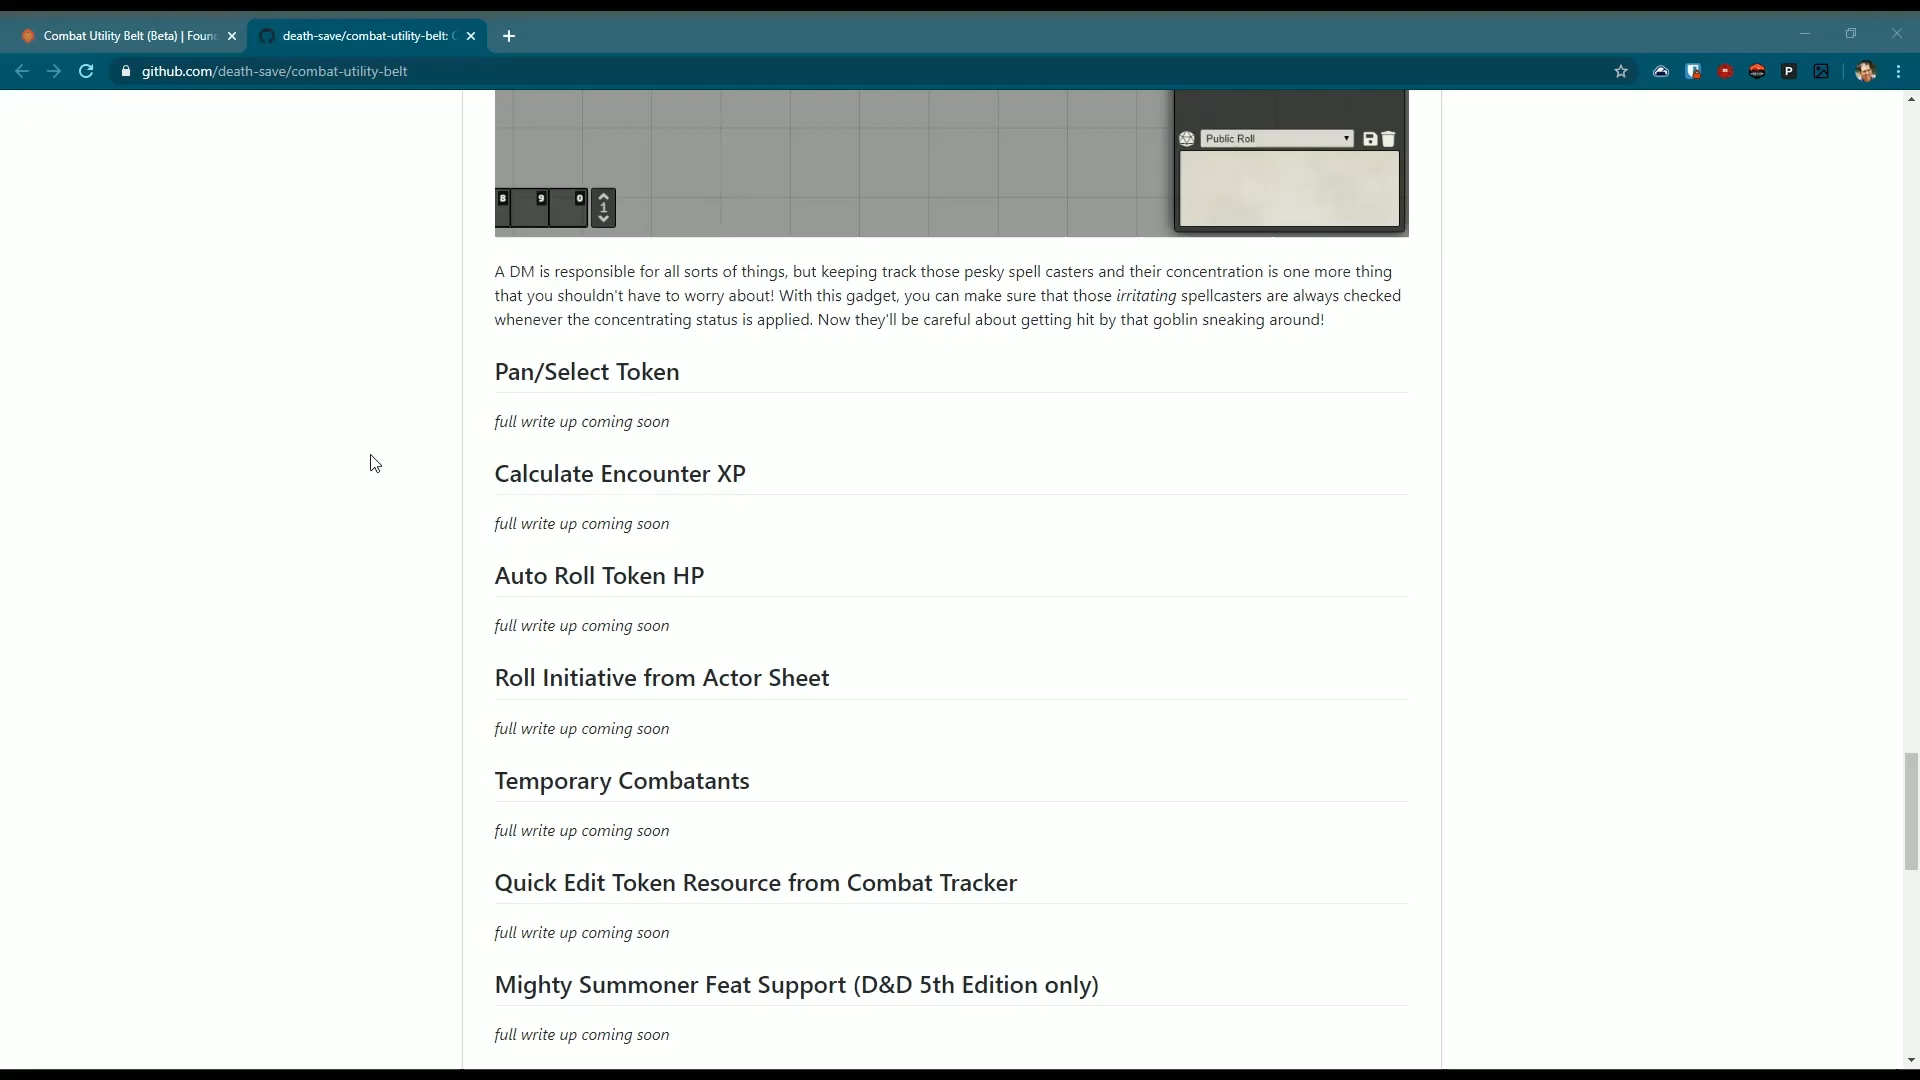 Combat Utility Belt (Beta) | Foun
death-save/combat-utility-belt: C
github.com/death-save/combat-utility-belt
P
Public Roll
8 9 0
1
A DM is responsible for all sorts of things, but keeping track those pesky spell casters and their concentration is one more thing
that you shouldn't have to worry about! With this gadget, you can make sure that those irritating spellcasters are always checked
whenever the concentrating status is applied. Now they'll be careful about getting hit by that goblin sneaking around!
Pan/Select Token
full write up coming soon
Calculate Encounter XP
full write up coming soon
Auto Roll Token HP
full write up coming soon
Roll Initiative from Actor Sheet
full write up coming soon
Temporary Combatants
full write up coming soon
Quick Edit Token Resource from Combat Tracker
full write up coming soon
Mighty Summoner Feat Support (D&D 5th Edition only)
full write up coming soon